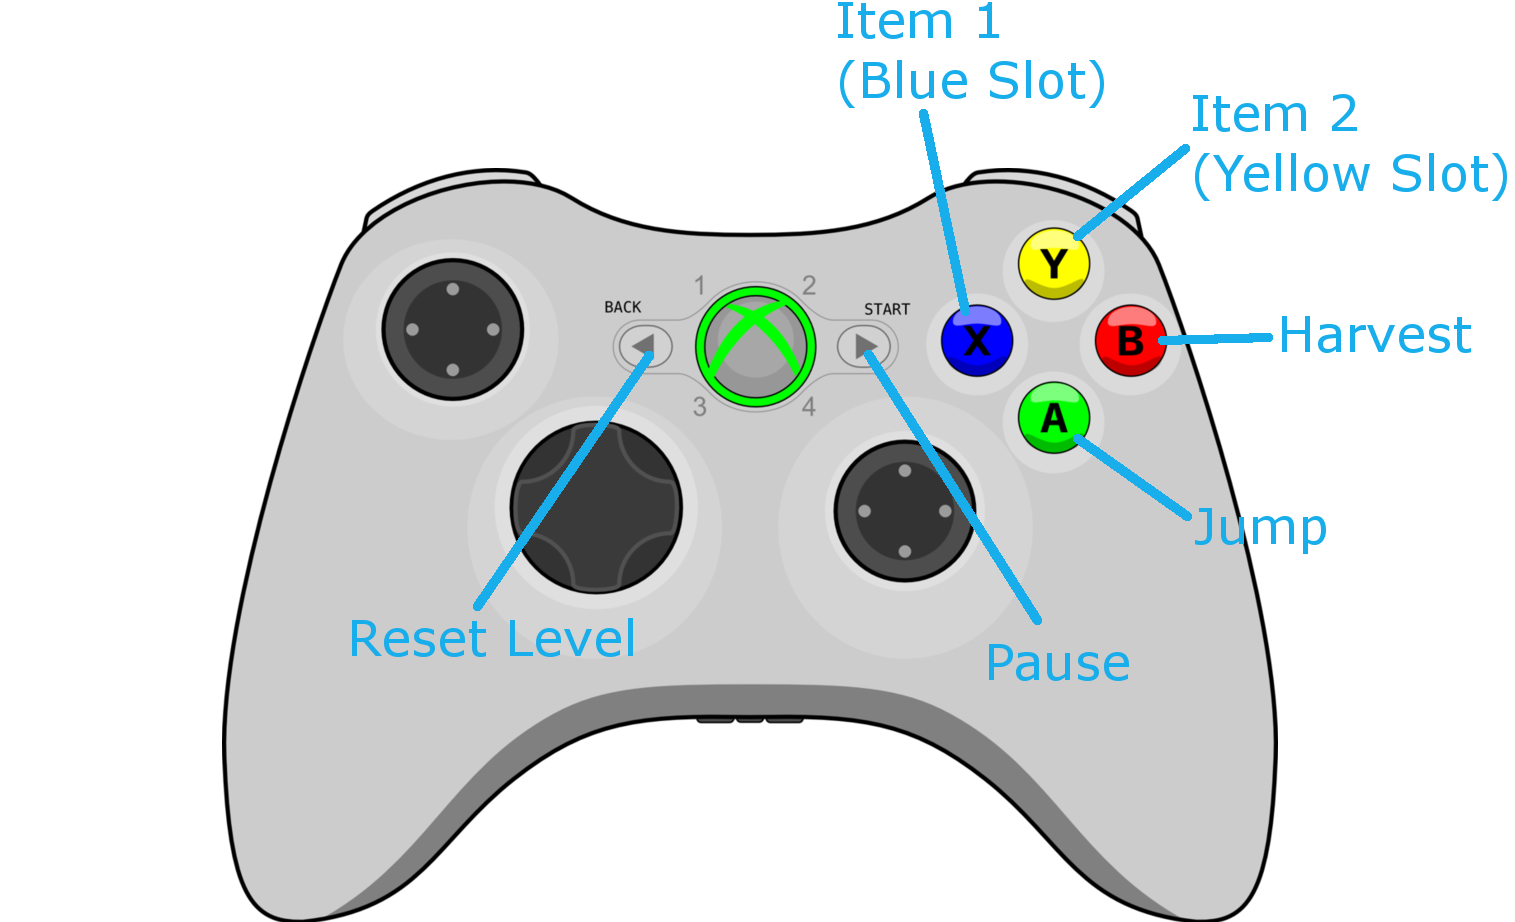 Item 1
(Blue Slot)
Item 2
(Yellow Slot)
Y
1
2
BACK
START
X
B
Harvest
3
4
A
Jump
Reset Level
Pause